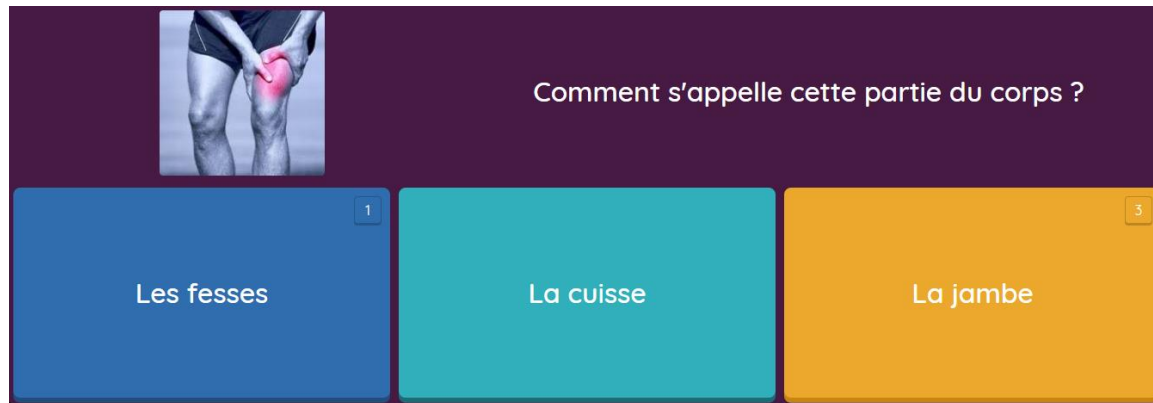 Comment s'appelle cette partie du corps ?
1
Les fesses
La cuisse
3
La jambe